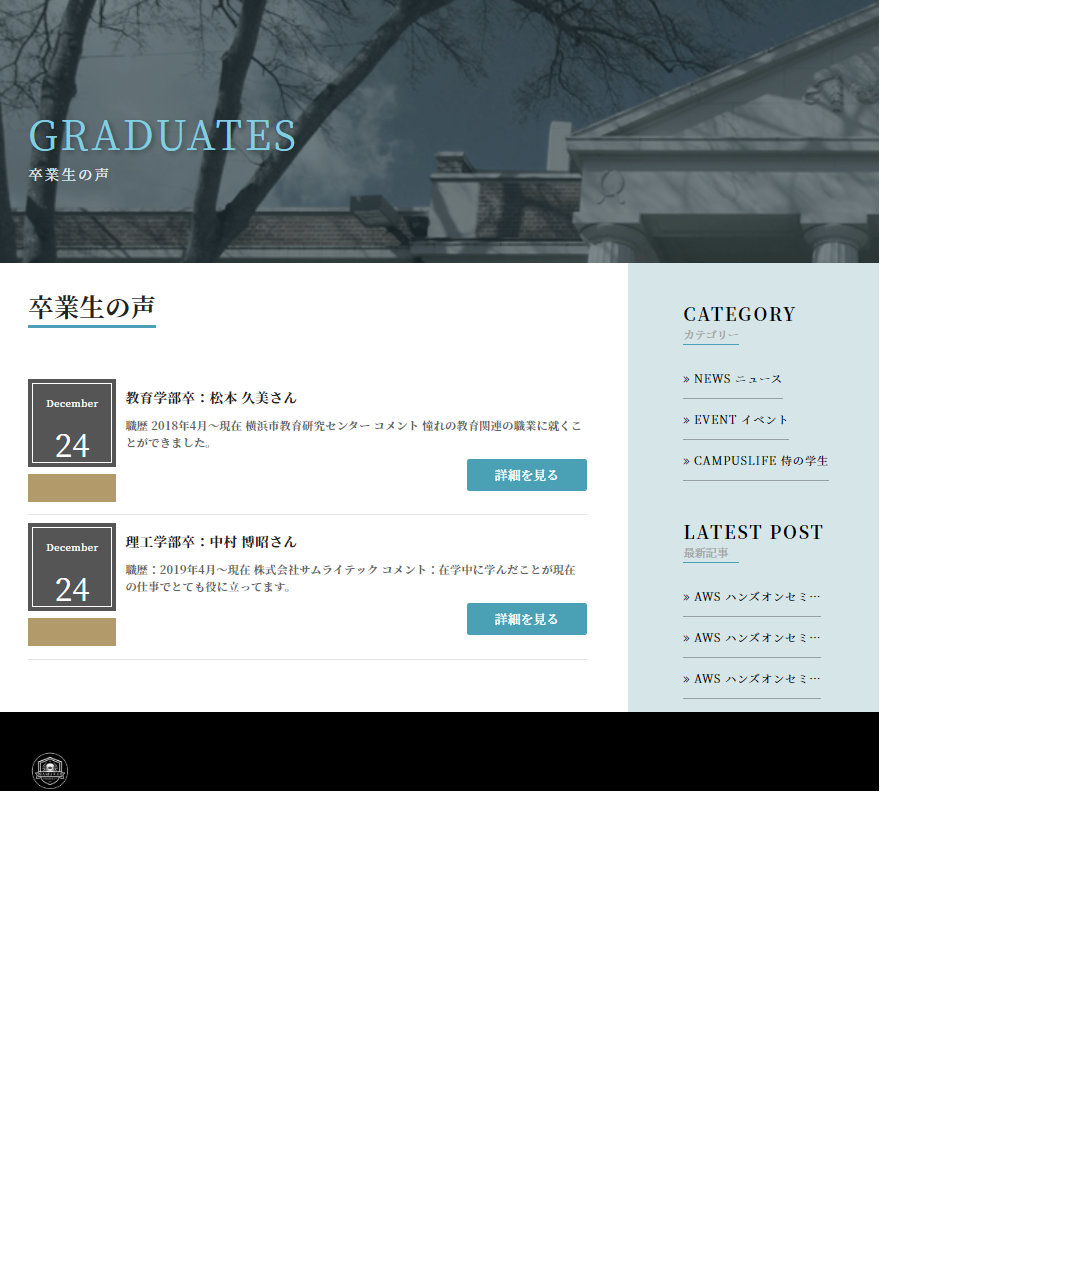 GRADUATES
卒業生の声
卒業生の声
December
24
教育学部卒：松本 久美さん
職歴 2018年4月～現在 横浜市教育研究センター コメント 憧れの教育関連の職業に就くこ
とができました。
詳細を見る
December
24
理工学部卒：中村 博昭さん
職歴：2019年4月～現在 株式会社サムライテック コメント：在学中に学んだことが現在
の仕事でとても役に立ってます。
詳細を見る
CATEGORY
カテゴリー
» NEWS ニュース
» EVENT イベント
» CAMPUSLIFE 侍の学生
LATEST POST
最新記事
» AWS ハンズオンセミ…
» AWS ハンズオンセミ…
» AWS ハンズオンセミ…